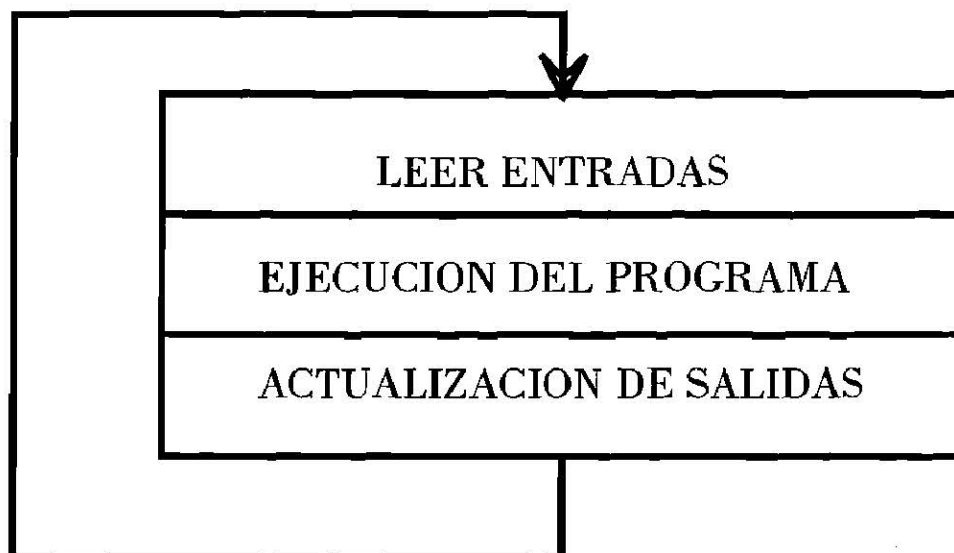 LEER ENTRADAS
EJECUCION DEL PROGRAMA
ACTUALIZACION DE SALIDAS